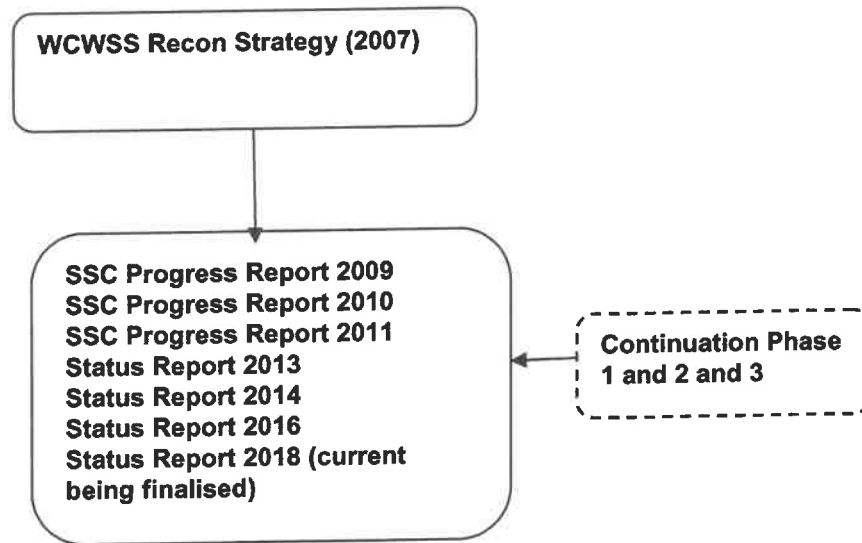 WCWSS Recon Strategy (2007)
SSC Progress Report 2009
SSC Progress Report 2010
SSC Progress Report 2011
Status Report 2013
Status Report 2014
Status Report 2016
Status Report 2018 (current
being finalised)
Continuation Phase
1 and 2 and 3